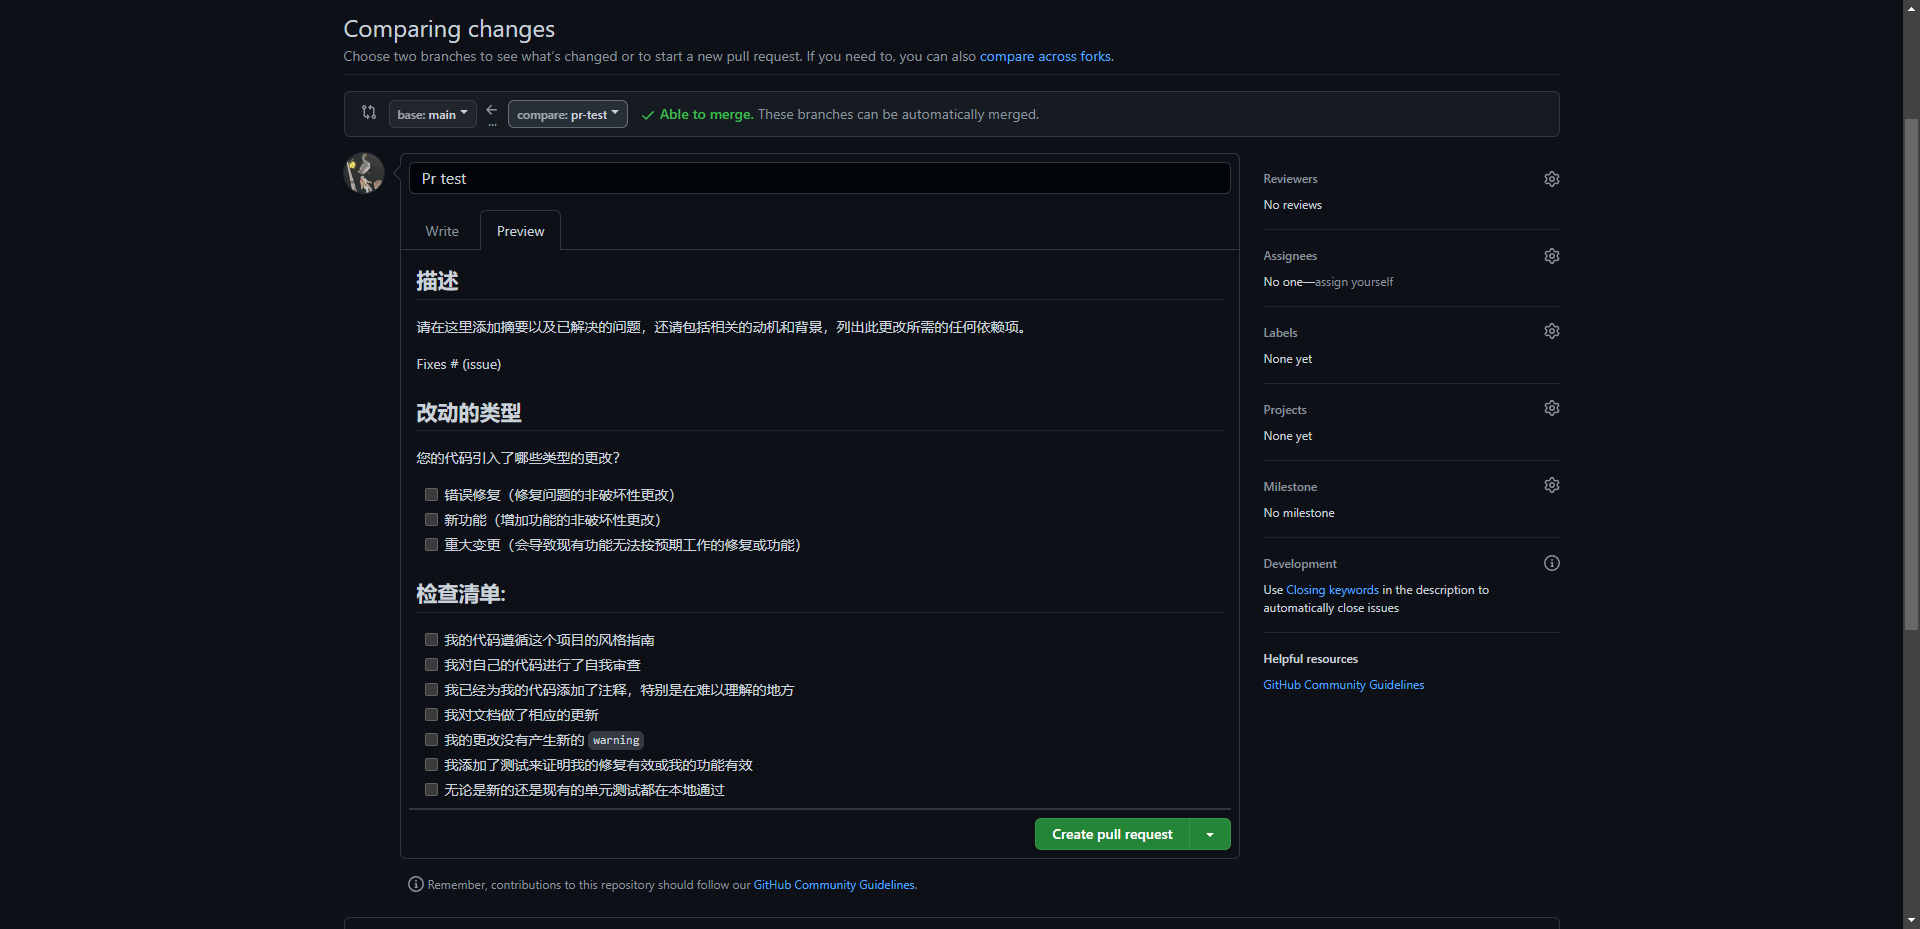 Comparing changes
Choose two branches to see what's changed or to start a new pull request. If you need to, you can also compare across forks.
base: main
...
compare: pr-test
Able to merge. These branches can be automatically merged.
Pr test
Write
Preview
描述
请在这里添加摘要以及已解决的问题，还请包括相关的动机和背景，列出此更改所需的任何依赖项。
Fixes # (issue)
改动的类型
您的代码引入了哪些类型的更改？
错误修复（修复问题的非破坏性更改）
新功能（增加功能的非破坏性更改）
重大变更（会导致现有功能无法按预期工作的修复或功能）
检查清单:
我的代码遵循这个项目的风格指南
我对自己的代码进行了自我审查
我已经为我的代码添加了注释，特别是在难以理解的地方
我对文档做了相应的更新
我的更改没有产生新的 warning
我添加了测试来证明我的修复有效或我的功能有效
无论是新的还是现有的单元测试都在本地通过
Create pull request
Remember, contributions to this repository should follow our GitHub Community Guidelines.
Reviewers
No reviews
Assignees
No one—assign yourself
Labels
None yet
Projects
None yet
Milestone
No milestone
Development
Use Closing keywords in the description to
automatically close issues
Helpful resources
GitHub Community Guidelines